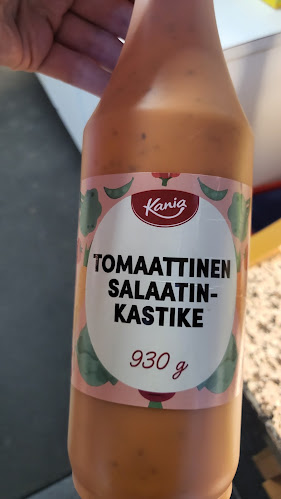 Kania
TOMAATTINEN
SALAATIN-
KASTIKE
930 g